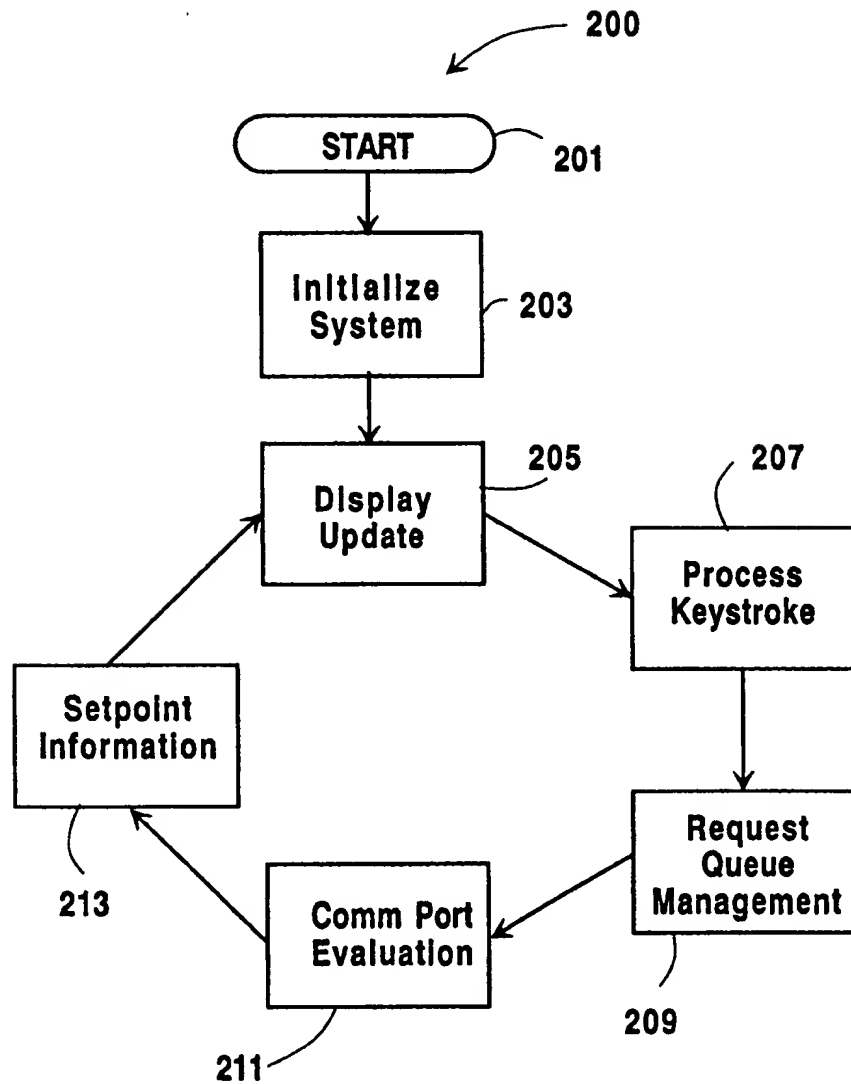 200
START
201
Initialize
System
203
Display
Update
205
207
Process
Keystroke
Setpoint
Information
213
Request
Queue
Management
209
Comm Port
Evaluation
211